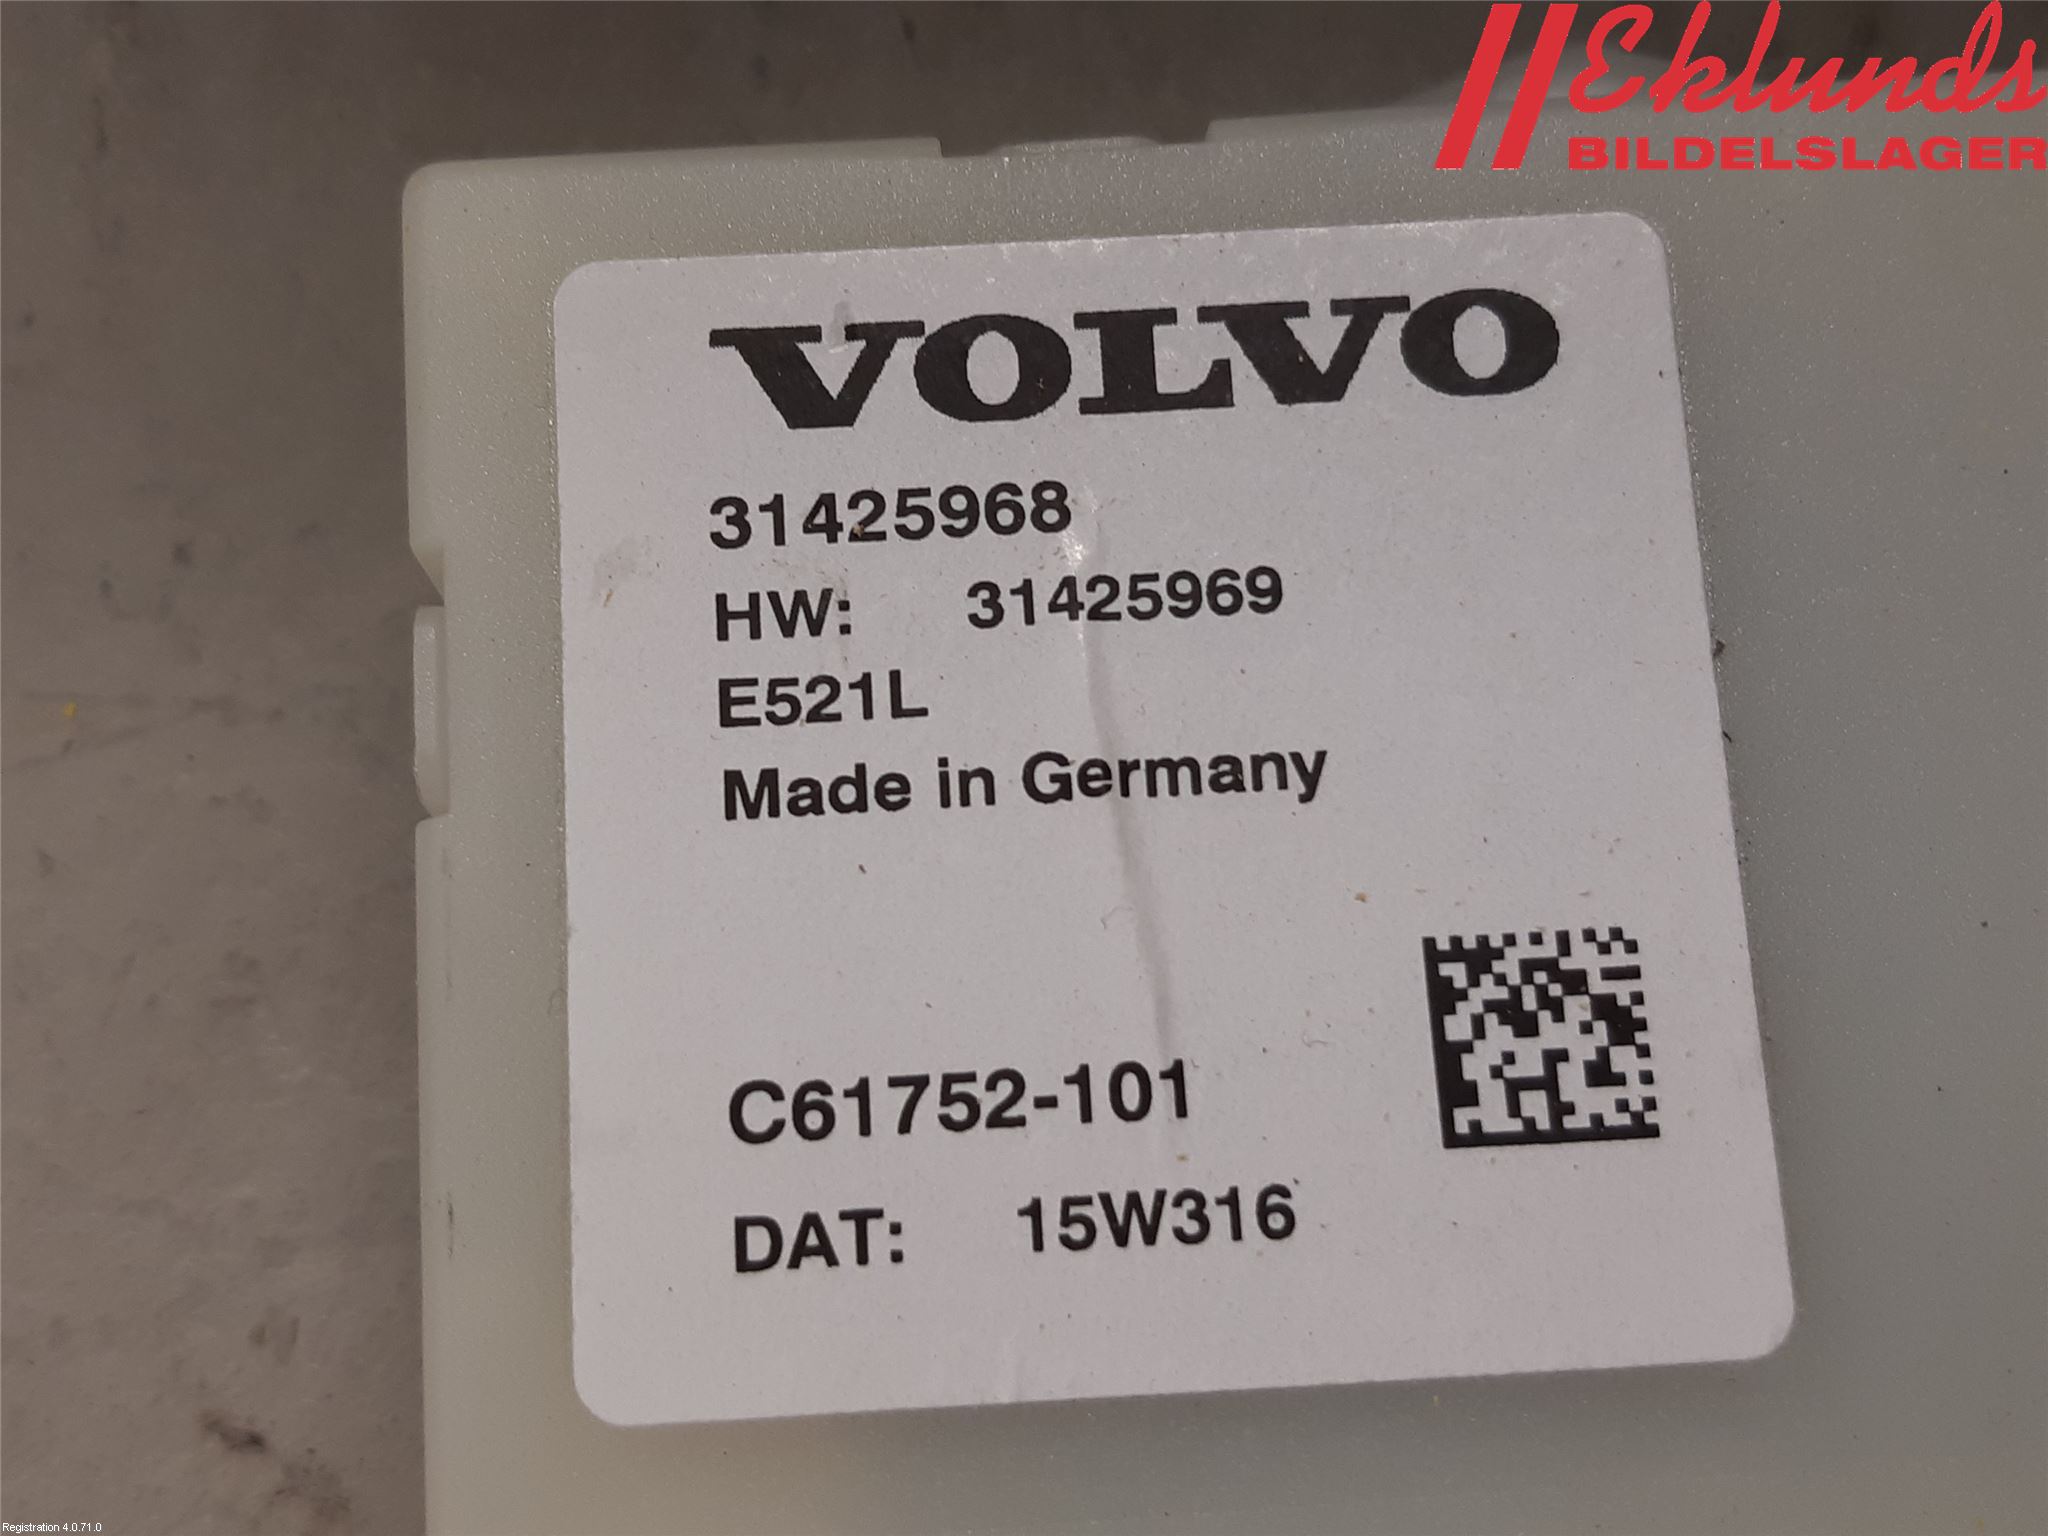 Eklunds
BILDELSLAGER
VOLVO
31425968
HW: 31425969
E521L
Made in Germany
C61752-101
DAT: 15W316
Registration 4.0.71.0